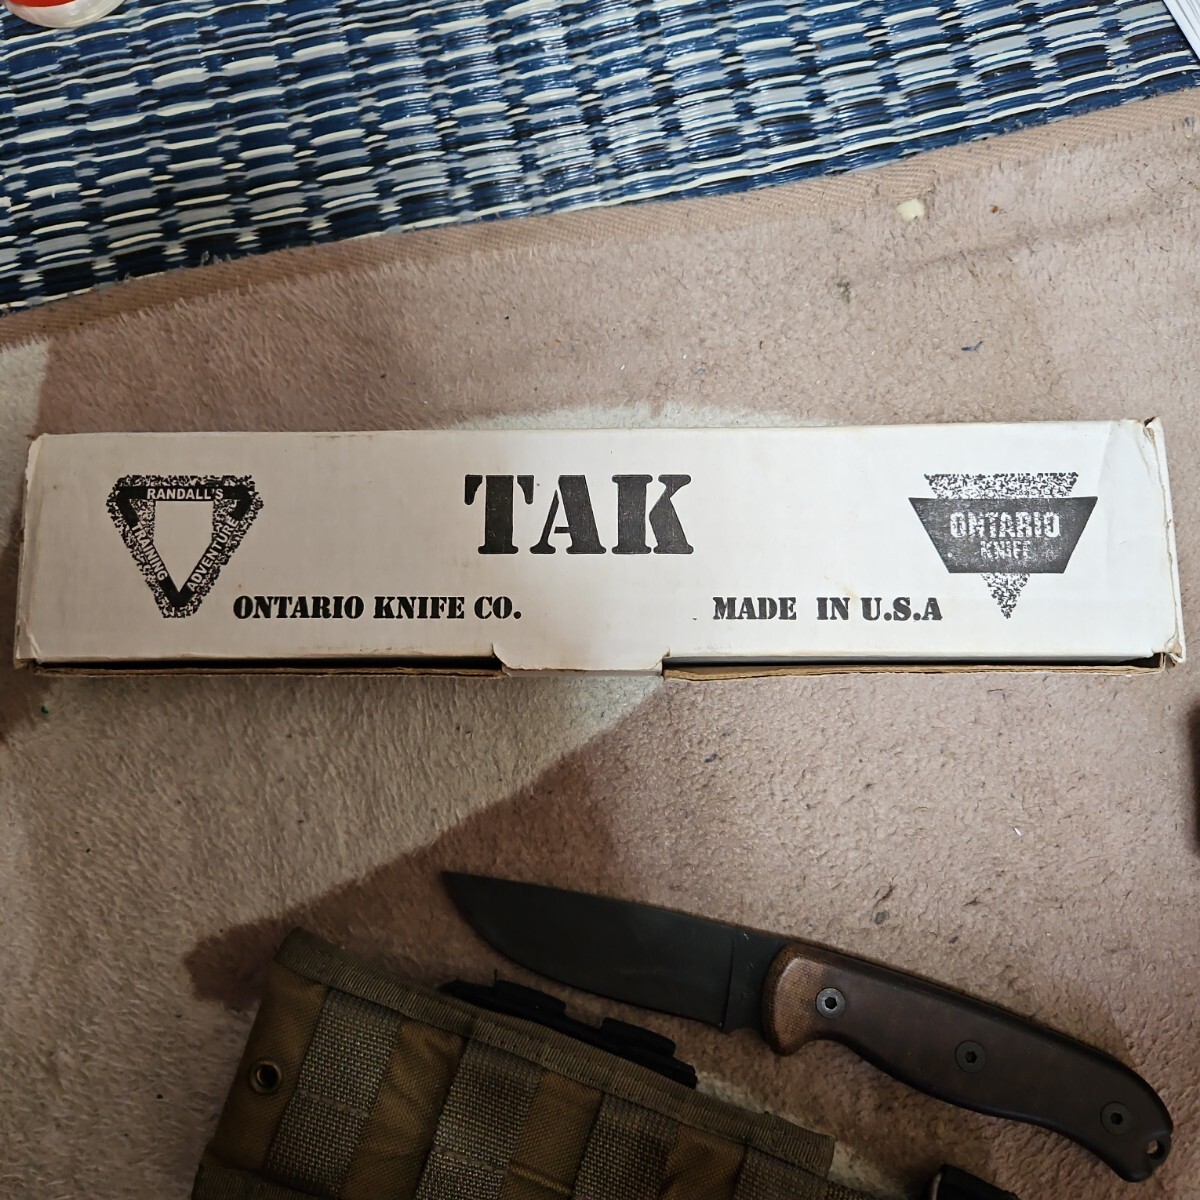 TAK
RANDALL'S
TRAINING
ADVENTURE
ONTARIO
KNIFE
ONTARIO KNIFE CO.
MADE IN U.S.A